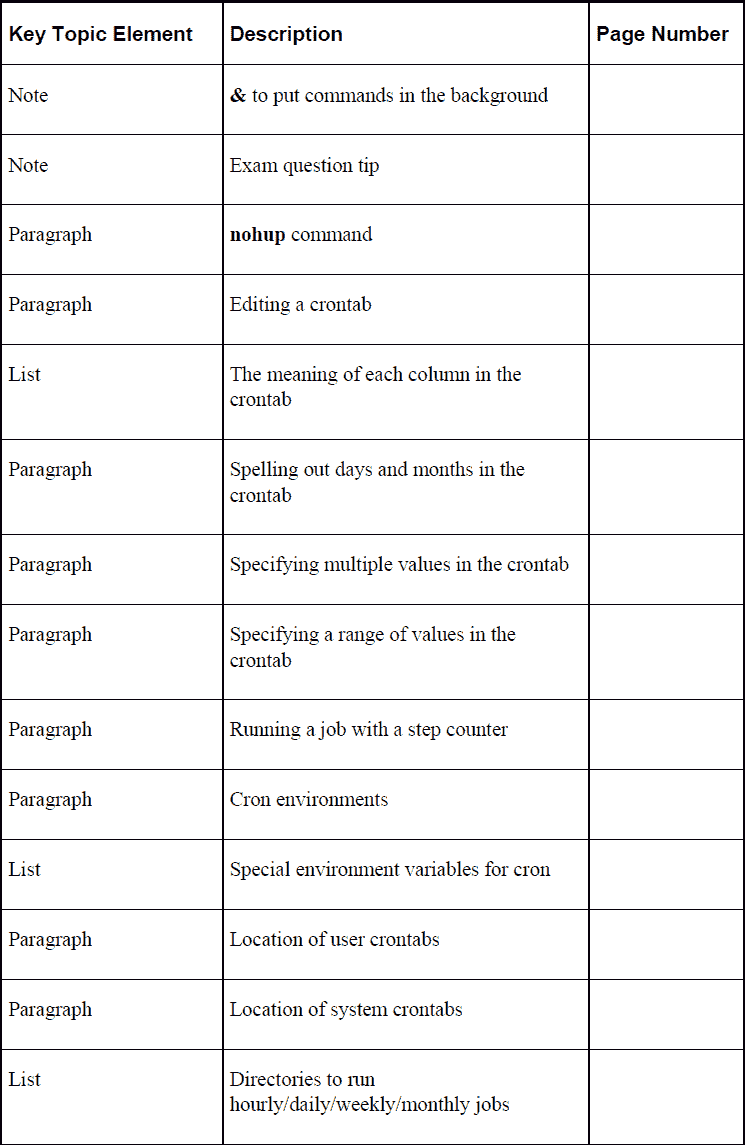 Key Topic Element Description Page Number
Note & to put commands in the background
Note Exam question tip
Paragraph nohup command
Paragraph Editing a crontab
List The meaning of each column in the
crontab
Paragraph Spelling out days and months in the
crontab
Paragraph Specifying multiple values in the crontab
Paragraph Specifying a range of values in the
crontab
Paragraph Running a job with a step counter
Paragraph Cron environments
List Special environment variables for cron
Paragraph Location of user crontabs
Paragraph Location of system crontabs
List Directories to run
hourly/daily/weekly/monthly jobs